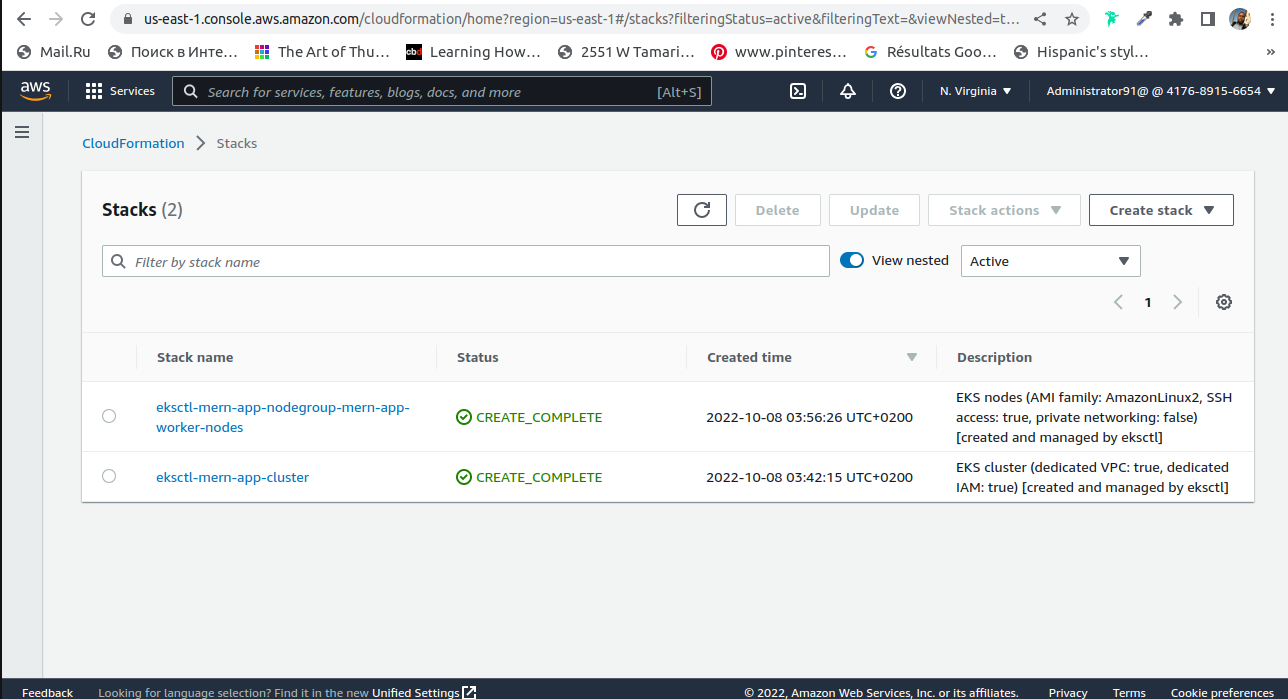 us-east-1.console.aws.amazon.com/cloudformation/home?region=us-east-1#/stacks?filteringStatus=active&filteringText=&viewNested=t...
Mail.Ru Поиск в Инте... The Art of Thu... cbd Learning How... 2551 W Tamari... www.pinteres... Résultats Goo... Hispanic's styl... »
aws Services Search for services, features, blogs, docs, and more [Alt+S] N. Virginia Administrator91@ @ 4176-8915-6654
CloudFormation Stacks
Stacks (2) Delete Update Stack actions Create stack
Filter by stack name View nested Active
1
Stack name Status Created time Description
eksctl-mern-app-nodegroup-mern-app-
worker-nodes
CREATE_COMPLETE
2022-10-08 03:56:26 UTC+0200
EKS nodes (AMI family: AmazonLinux2, SSH
access: true, private networking: false)
[created and managed by eksctl]
eksctl-mern-app-cluster
CREATE_COMPLETE
2022-10-08 03:42:15 UTC+0200
EKS cluster (dedicated VPC: true, dedicated
IAM: true) [created and managed by eksctl]
Feedback Looking for language selection? Find it in the new Unified Settings © 2022, Amazon Web Services, Inc. or its affiliates. Privacy Terms Cookie preferences